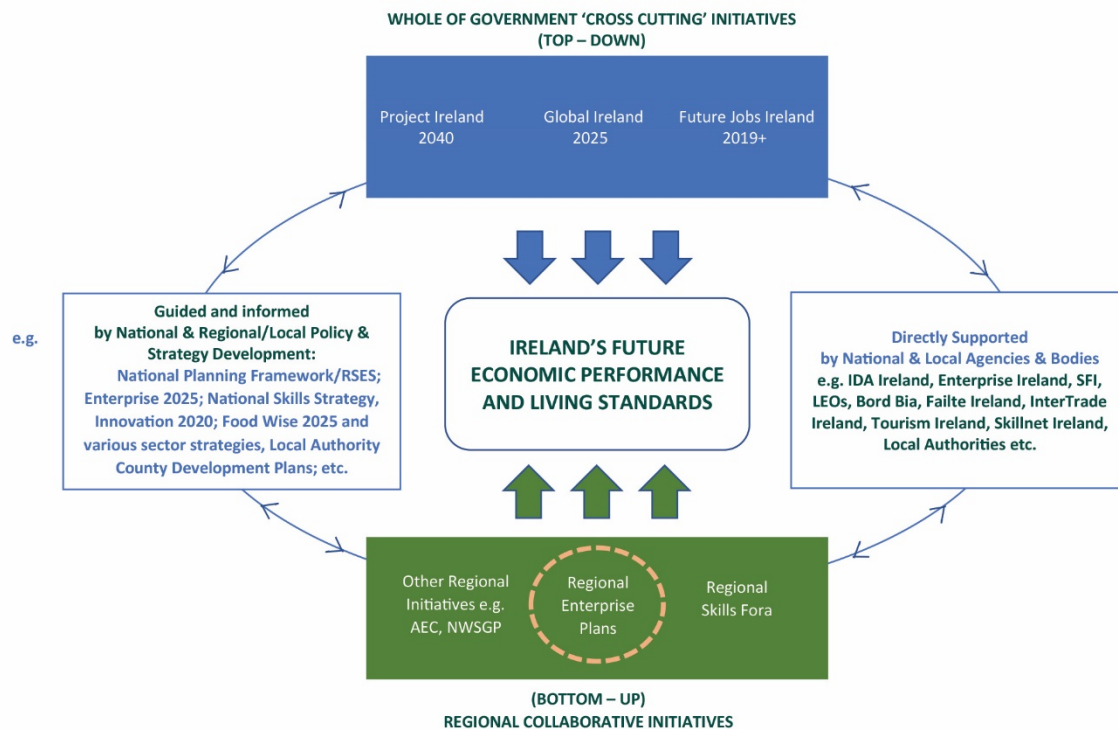 WHOLE OF GOVERNMENT ‘CROSS CUTTING’ INITIATIVES
(TOP – DOWN)
Project Ireland
2040
Global Ireland
2025
Future Jobs Ireland
2019+
e.g.
Guided and informed
by National & Regional/Local Policy &
Strategy Development:
National Planning Framework/RSES;
Enterprise 2025; National Skills Strategy,
Innovation 2020; Food Wise 2025 and
various sector strategies, Local Authority
County Development Plans; etc.
IRELAND’S FUTURE
ECONOMIC PERFORMANCE
AND LIVING STANDARDS
Directly Supported
by National & Local Agencies & Bodies
e.g. IDA Ireland, Enterprise Ireland, SFI,
LEOs, Bord Bia, Failte Ireland, InterTrade
Ireland, Tourism Ireland, Skillnet Ireland,
Local Authorities etc.
Other Regional
Initiatives e.g.
AEC, NWSGP
Regional
Enterprise
Plans
Regional
Skills Fora
(BOTTOM – UP)
REGIONAL COLLABORATIVE INITIATIVES